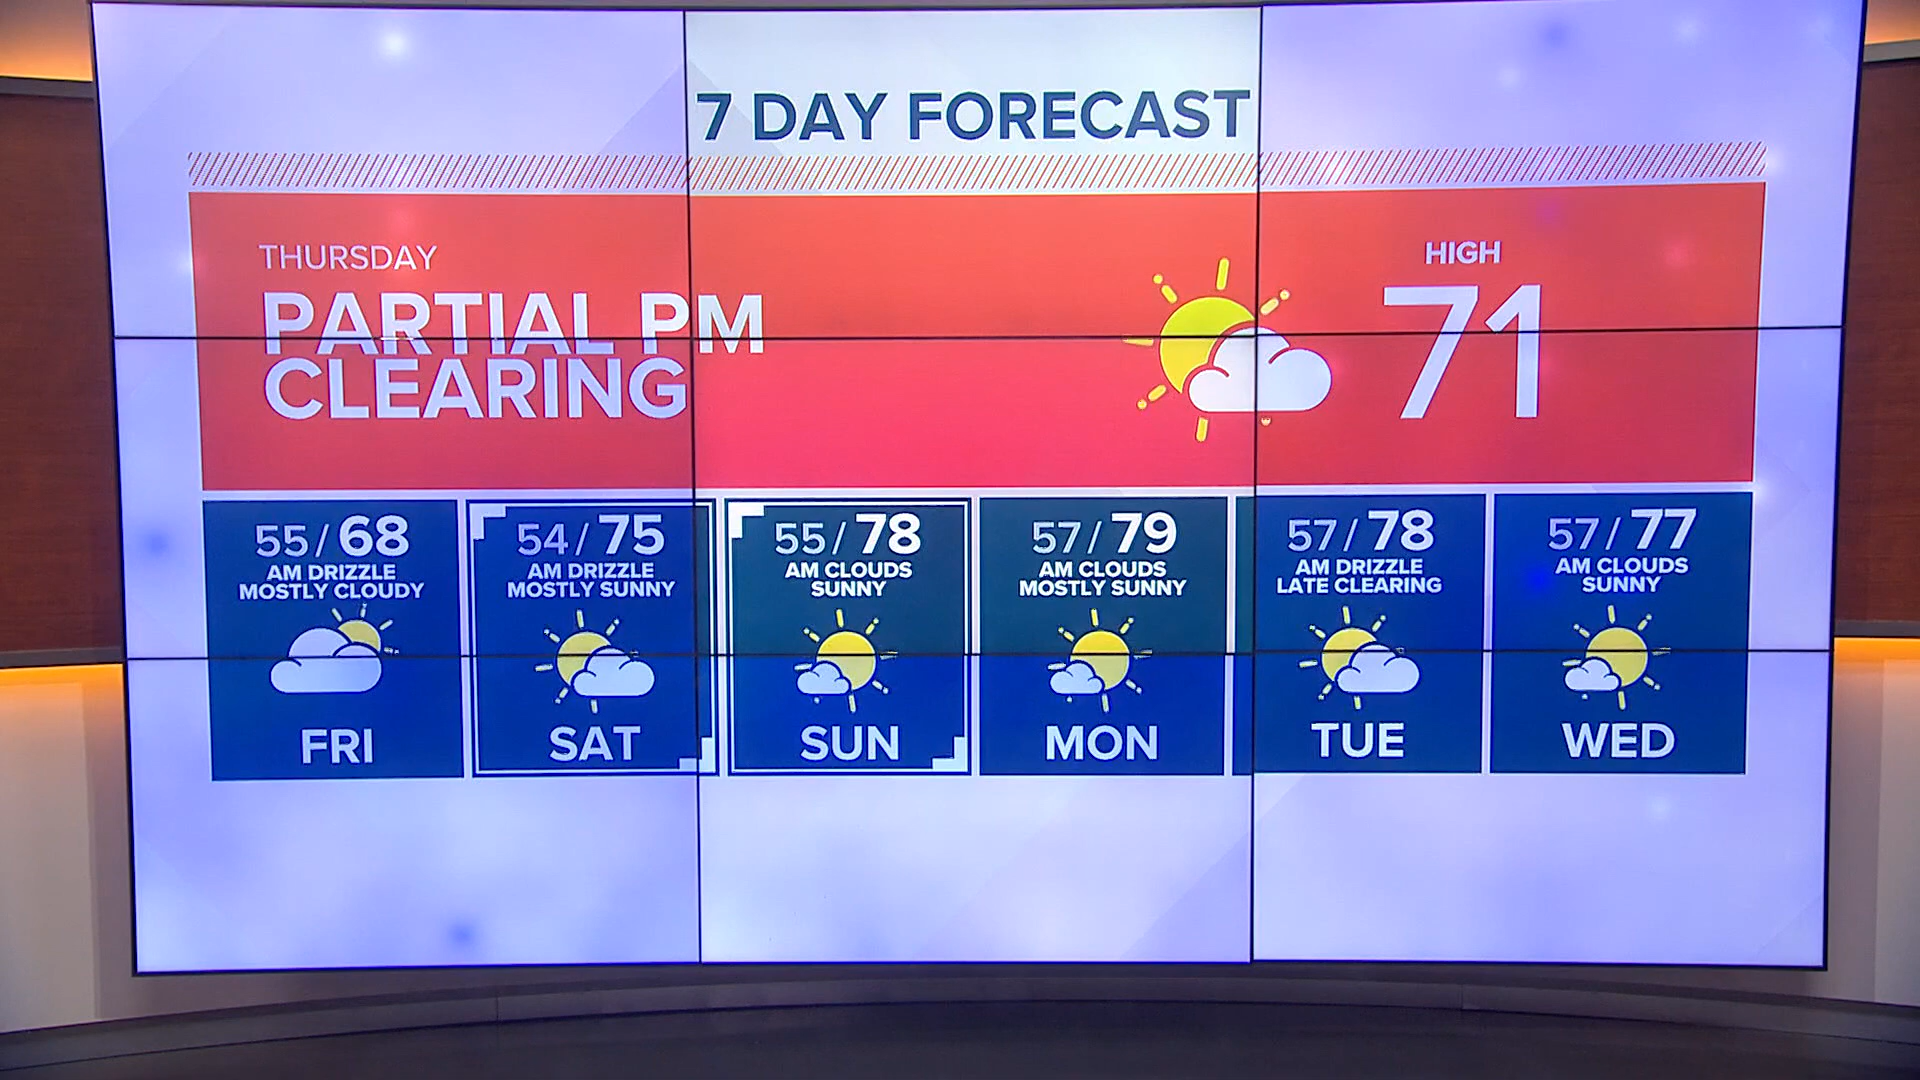 7 DAY FORECAST
THURSDAY
PARTIAL PM
CLEARING
HIGH
71
55/68
AM DRIZZLE
MOSTLY CLOUDY
FRI
54/75
AM DRIZZLE
MOSTLY SUNNY
SAT
55/78
AM CLOUDS
SUNNY
SUN
57/79
AM CLOUDS
MOSTLY SUNNY
MON
57/78
AM DRIZZLE
LATE CLEARING
TUE
57/77
AM CLOUDS
SUNNY
WED